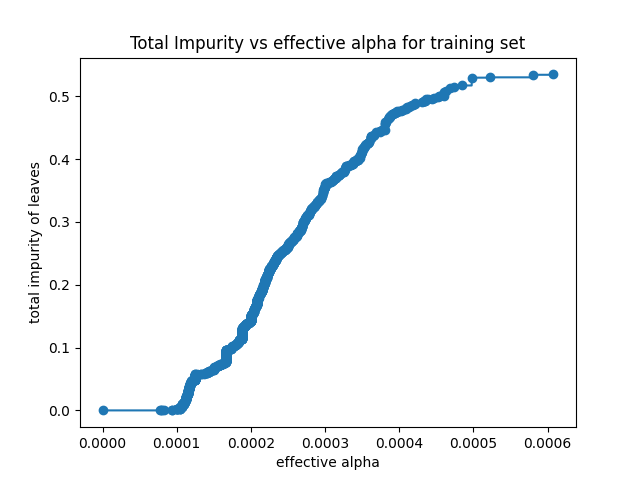 Total Impurity vs effective alpha for training set
total impurity of leaves
0.5
0.4
0.3
0.2
0.1
0.0
0.0000 0.0001 0.0002 0.0003 0.0004 0.0005 0.0006
effective alpha